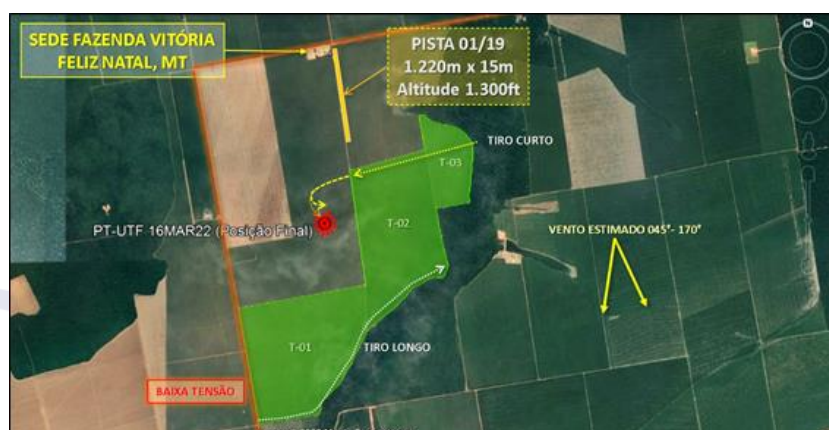 SEDE FAZENDA VITÓRIA
FELIZ NATAL, MT
PISTA 01/19
1.220m x 15m
Altitude 1.300ft
N
TIRO CURTO
T-03
T-02
PT-UTF 16MAR22 (Posição Final)
VENTO ESTIMADO 045°- 170°
T-01
TIRO LONGO
BAIXA TENSÃO